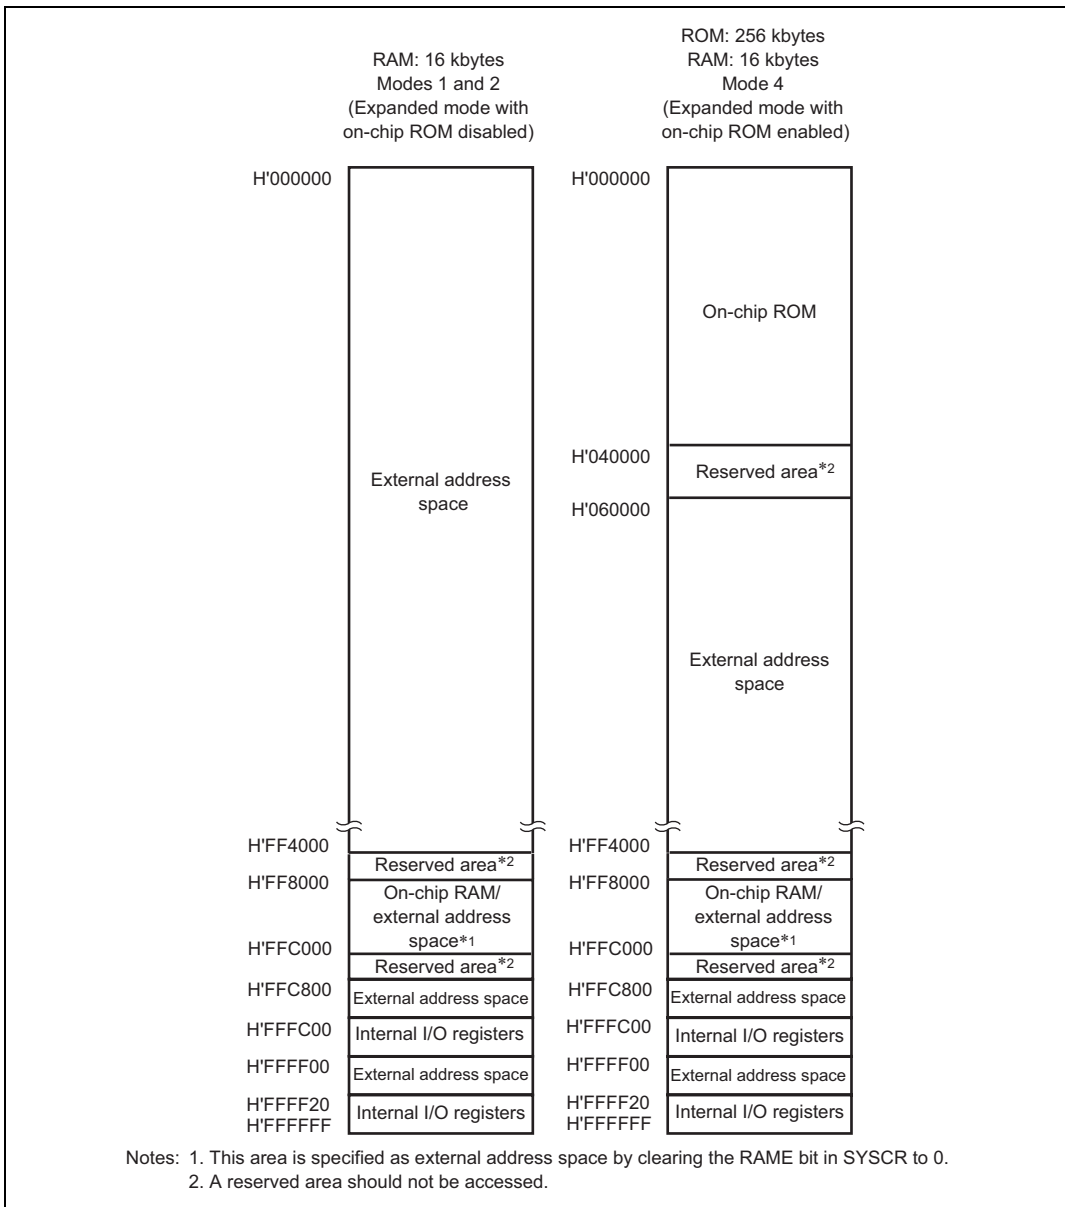 RAM: 16 kbytes
Modes 1 and 2
(Expanded mode with
on-chip ROM disabled)
H'000000
External address
space
H'FF4000
Reserved area*2
H'FF8000
On-chip RAM/
external address
space*1
H'FFC000
Reserved area*2
H'FFC800
External address space
H'FFFC00
Internal I/O registers
H'FFFF00
External address space
H'FFFF20
Internal I/O registers
H'FFFFFF
ROM: 256 kbytes
RAM: 16 kbytes
Mode 4
(Expanded mode with
on-chip ROM enabled)
H'000000
On-chip ROM
H'040000
Reserved area*2
H'060000
External address
space
H'FF4000
Reserved area*2
H'FF8000
On-chip RAM/
external address
space*1
H'FFC000
Reserved area*2
H'FFC800
External address space
H'FFFC00
Internal I/O registers
H'FFFF00
External address space
H'FFFF20
Internal I/O registers
H'FFFFFF
Notes: 1. This area is specified as external address space by clearing the RAME bit in SYSCR to 0.
2. A reserved area should not be accessed.